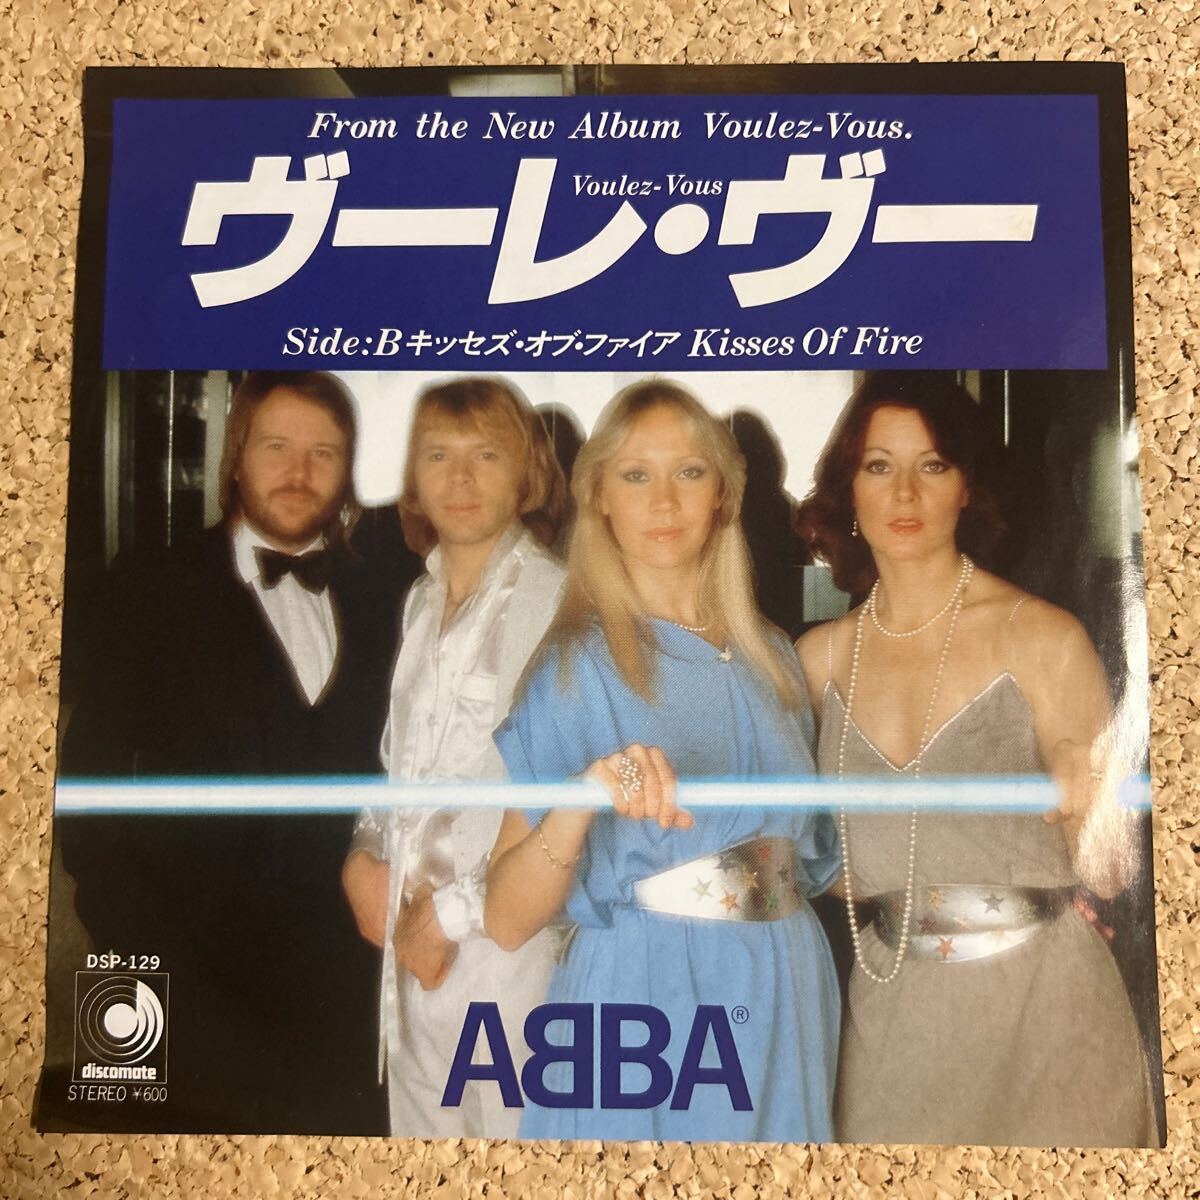 From the New Album Voulez-Vous.
Voulez-Vous
ヴーレ・ヴー
Side:B キッセズ・オブ・ファイア Kisses Of Fire
DSP-129
discomate
STEREO ¥600
ABBA®